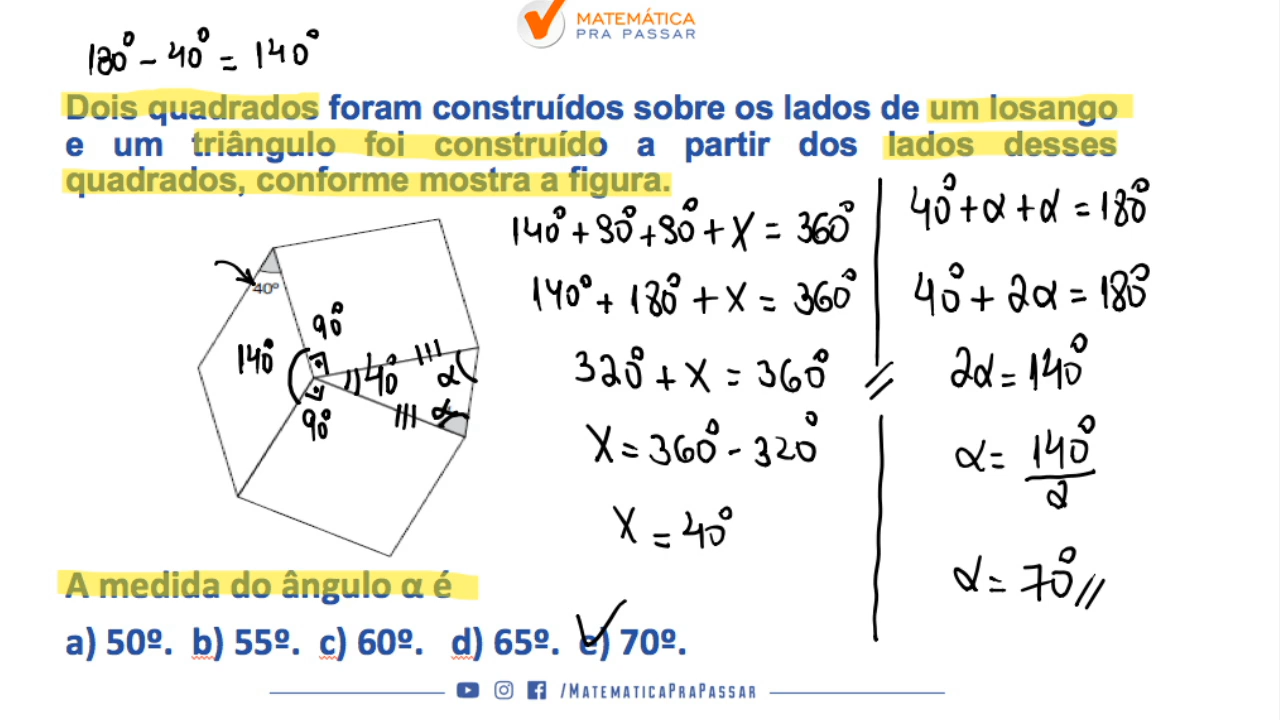 MATEMÁTICA
PRA PASSAR
180° - 40° = 140°
Dois quadrados foram construídos sobre os lados de um losango
e um triângulo foi construído a partir dos lados desses
quadrados, conforme mostra a figura.
40°
90°
140°
40°
α
α
90°
140° + 90° + 90° + X = 360°
140° + 180° + X = 360°
320° + X = 360°
X = 360° - 320°
X = 40°
40° + α + α = 180°
40° + 2α = 180°
2α = 140°
α = 140°
2
α = 70° //
A medida do ângulo α é
a) 50º. b) 55º. c) 60º. d) 65º. e) 70º.
/MATEMATICAPRAPASSAR